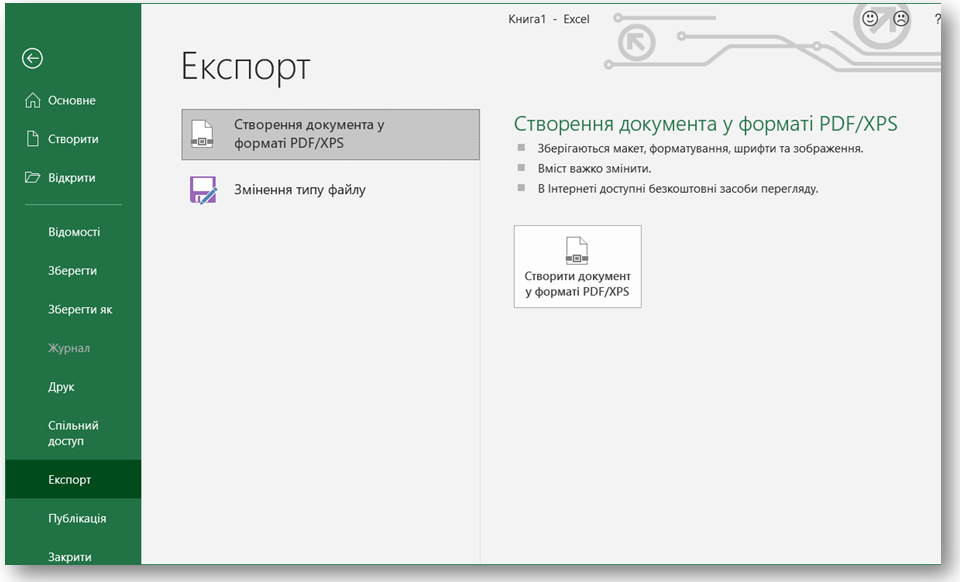 Книга1 - Excel
?
Основне
Створити
Відкрити
Відомості
Зберегти
Зберегти як
Журнал
Друк
Спільний
доступ
Експорт
Публікація
Закрити
Експорт
Створення документа у
форматі PDF/XPS
Змінення типу файлу
Створення документа у форматі PDF/XPS
Зберігаються макет, форматування, шрифти та зображення.
Вміст важко змінити.
В Інтернеті доступні безкоштовні засоби перегляду.
Створити документ
у форматі PDF/XPS